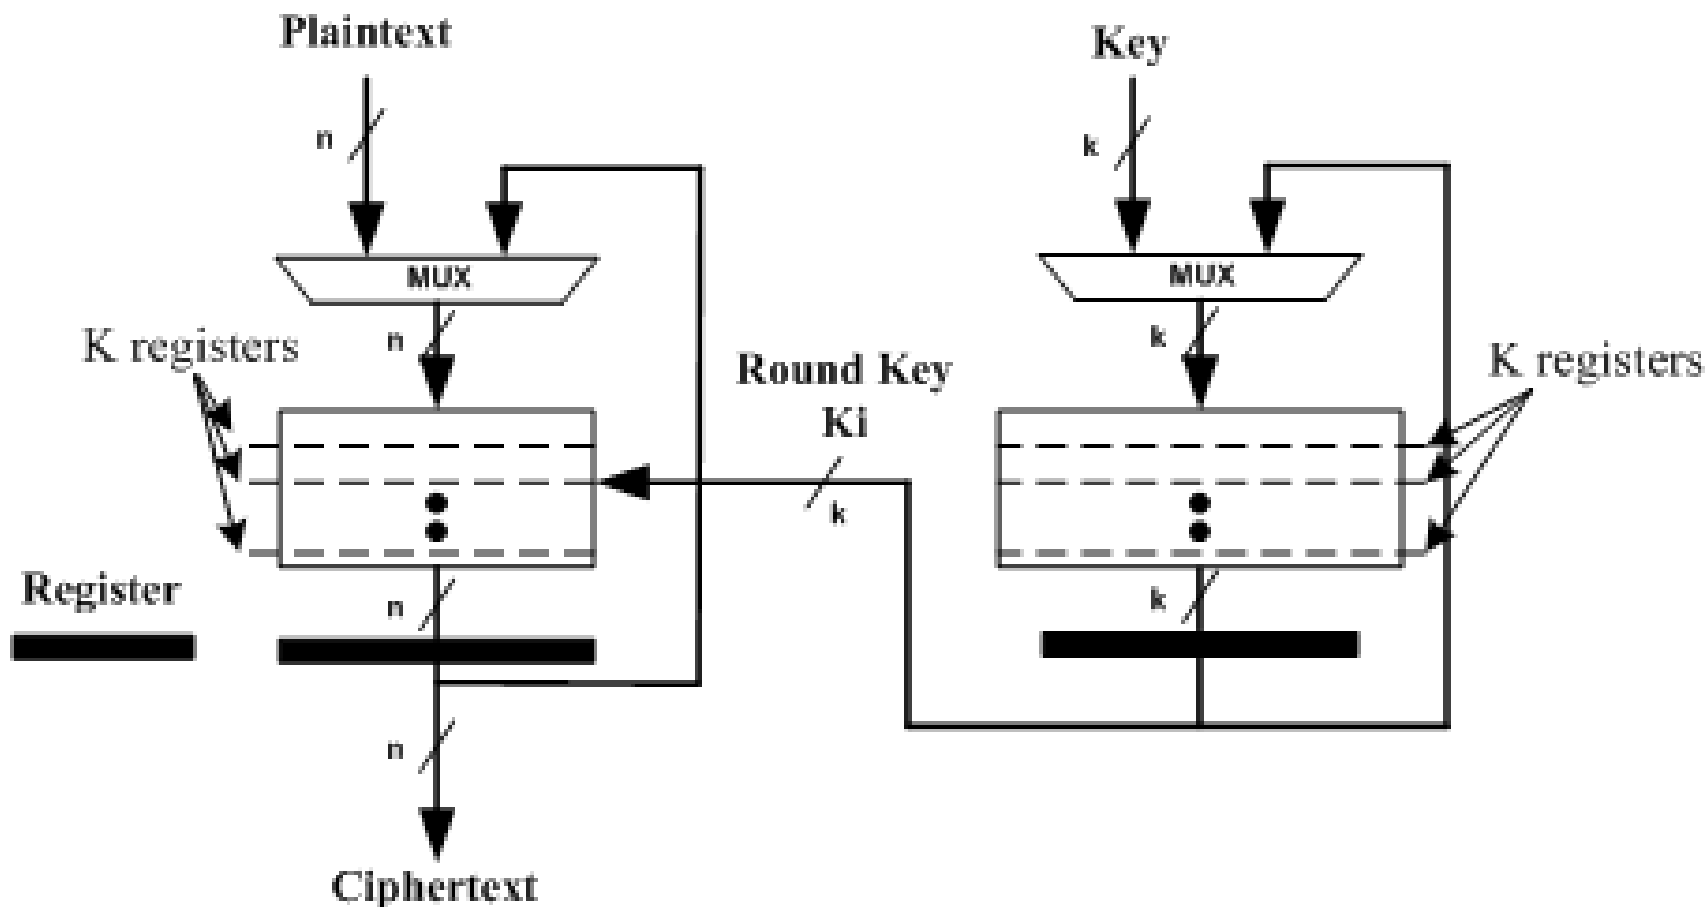 Plaintext
Key
n
k
MUX
MUX
n
k
K registers
Round Key
Ki
K registers
k
Register
n
k
n
Ciphertext